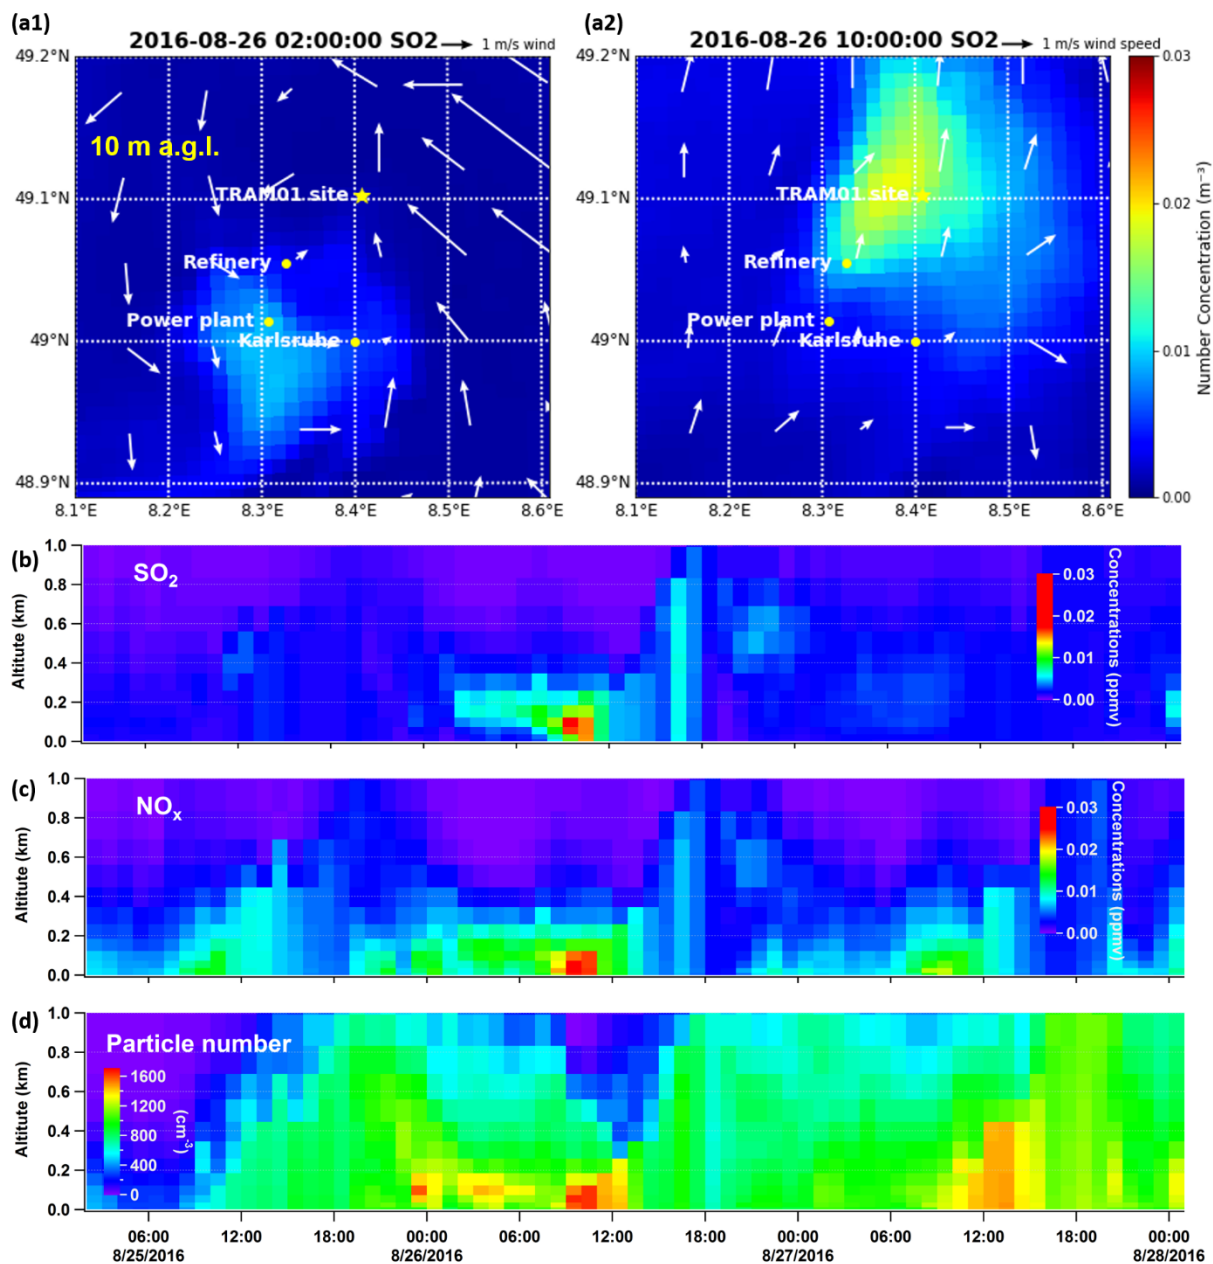 (a1)
2016-08-26 02:00:00 SO2 1 m/s wind
49.2°N
10 m a.g.l.
TRAM01 site
49.1°N
Refinery
Power plant
Karlsruhe
49°N
48.9°N
8.1°E 8.2°E 8.3°E 8.4°E 8.5°E 8.6°E
(a2)
2016-08-26 10:00:00 SO2 1 m/s wind speed
49.2°N
TRAM01 site
49.1°N
Refinery
Power plant
Karlsruhe
49°N
48.9°N
8.1°E 8.2°E 8.3°E 8.4°E 8.5°E 8.6°E
0.03
0.02
0.01
0.00
Number Concentration (m⁻³)
(b)
SO2
Altitute (km)
1.0
0.8
0.6
0.4
0.2
0.0
0.03
0.02
0.01
0.00
Concentrations (ppmv)
(c)
NOx
Altitute (km)
1.0
0.8
0.6
0.4
0.2
0.0
0.03
0.02
0.01
0.00
Concentrations (ppmv)
(d)
Particle number
Altitute (km)
1.0
0.8
0.6
0.4
0.2
0.0
1600
1200
800
400
0
(cm-3)
06:00 12:00 18:00 00:00 06:00 12:00 18:00 00:00 06:00 12:00 18:00 00:00
8/25/2016 8/26/2016 8/27/2016 8/28/2016